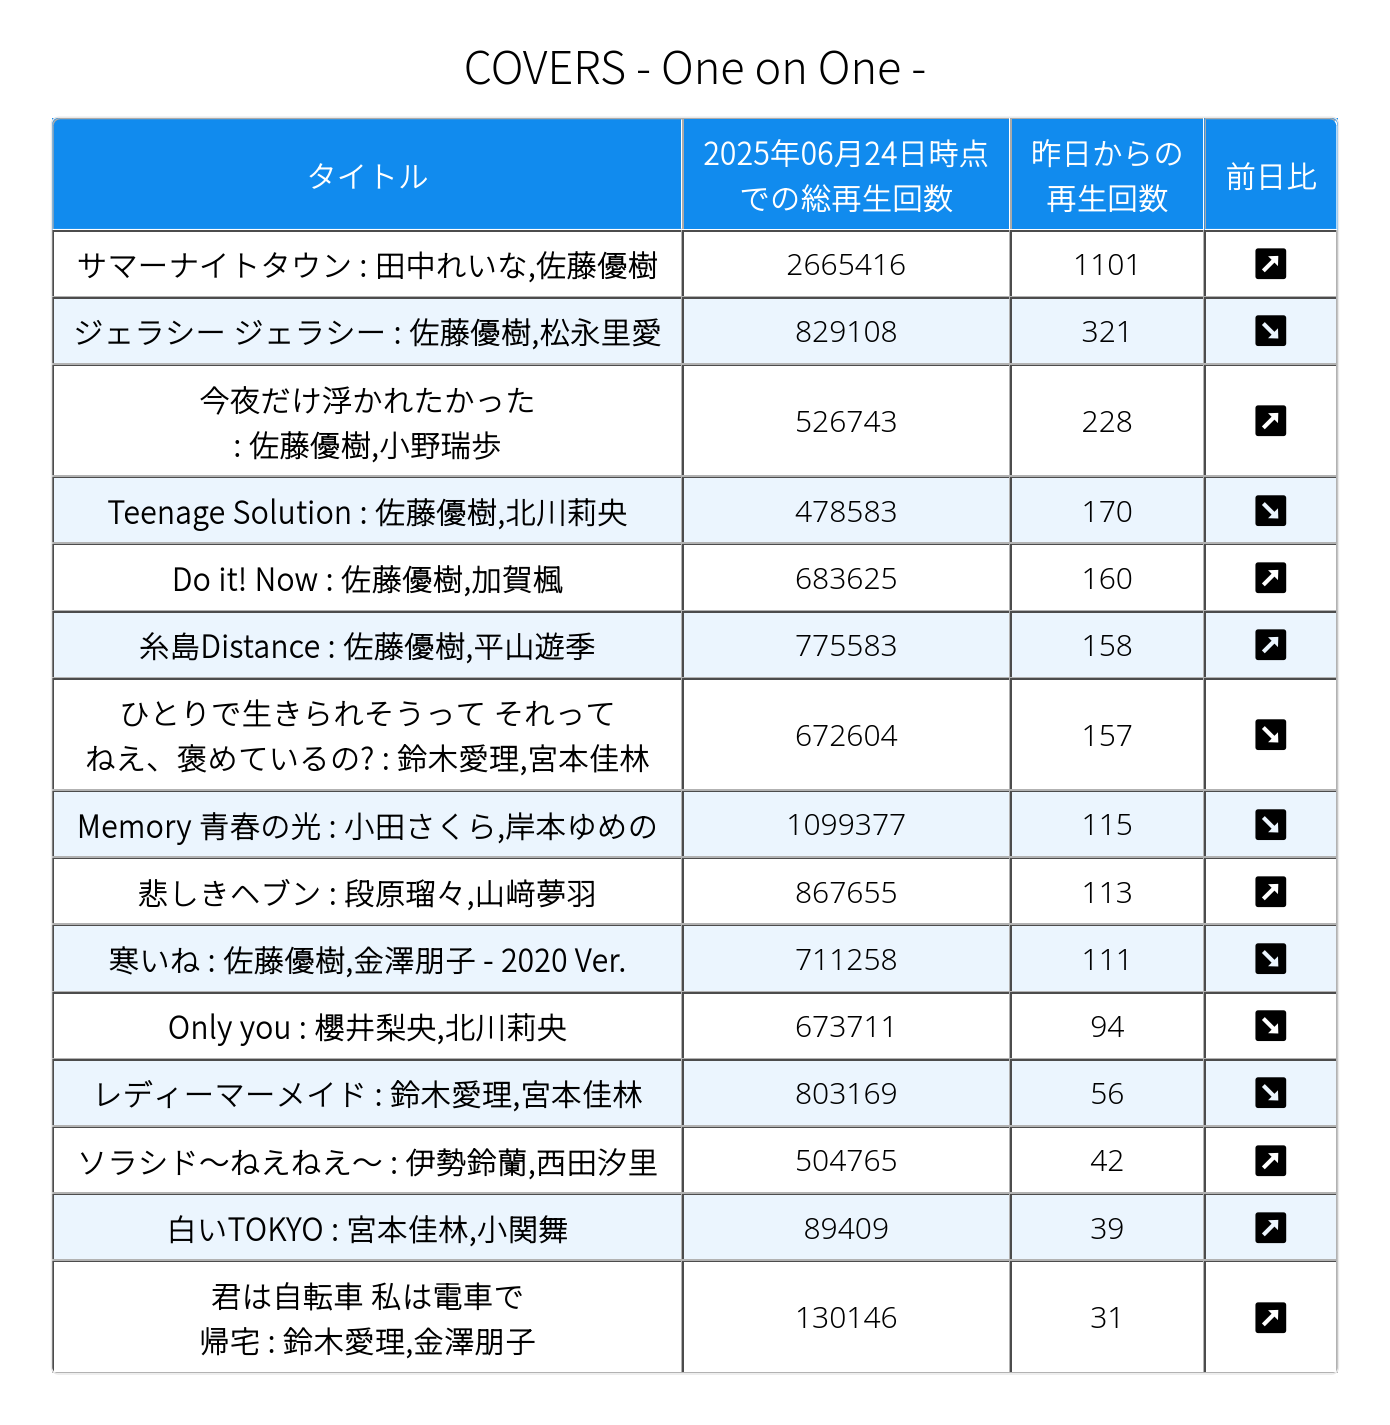 COVERS - One on One -
タイトル
2025年06月24日時点
での総再生回数
昨日からの
再生回数
前日比
サマーナイトタウン : 田中れいな,佐藤優樹
2665416
1101
ジェラシー ジェラシー : 佐藤優樹,松永里愛
829108
321
今夜だけ浮かれたかった
: 佐藤優樹,小野瑞歩
526743
228
Teenage Solution : 佐藤優樹,北川莉央
478583
170
Do it! Now : 佐藤優樹,加賀楓
683625
160
糸島Distance : 佐藤優樹,平山遊季
775583
158
ひとりで生きられそうって それって
ねえ、褒めているの? : 鈴木愛理,宮本佳林
672604
157
Memory 青春の光 : 小田さくら,岸本ゆめの
1099377
115
悲しきヘブン : 段原瑠々,山﨑夢羽
867655
113
寒いね : 佐藤優樹,金澤朋子 - 2020 Ver.
711258
111
Only you : 櫻井梨央,北川莉央
673711
94
レディーマーメイド : 鈴木愛理,宮本佳林
803169
56
ソラシド〜ねえねえ〜 : 伊勢鈴蘭,西田汐里
504765
42
白いTOKYO : 宮本佳林,小関舞
89409
39
君は自転車 私は電車で
帰宅 : 鈴木愛理,金澤朋子
130146
31